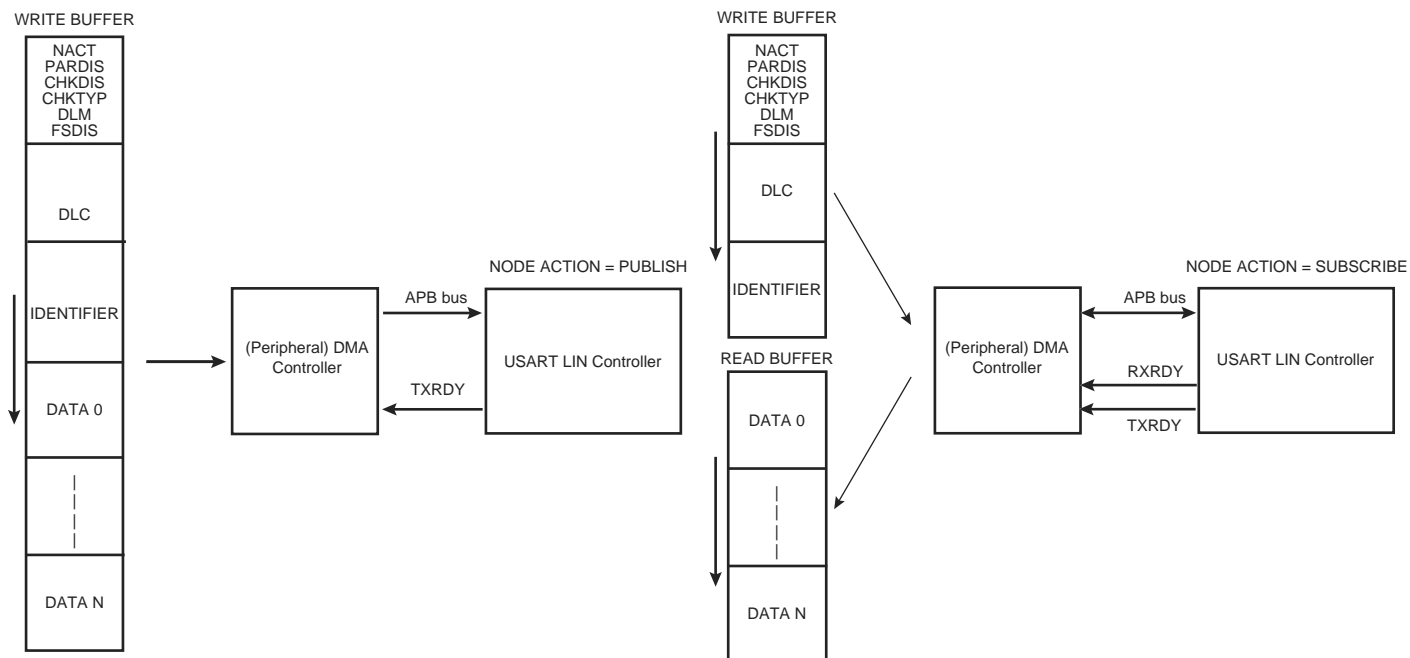 WRITE BUFFER
NACT
PARDIS
CHKDIS
CHKTYP
DLM
FSDIS
DLC
IDENTIFIER
DATA 0
DATA N
(Peripheral) DMA
Controller
APB bus
TXRDY
NODE ACTION = PUBLISH
USART LIN Controller
WRITE BUFFER
NACT
PARDIS
CHKDIS
CHKTYP
DLM
FSDIS
DLC
IDENTIFIER
READ BUFFER
DATA 0
DATA N
(Peripheral) DMA
Controller
APB bus
RXRDY
TXRDY
NODE ACTION = SUBSCRIBE
USART LIN Controller